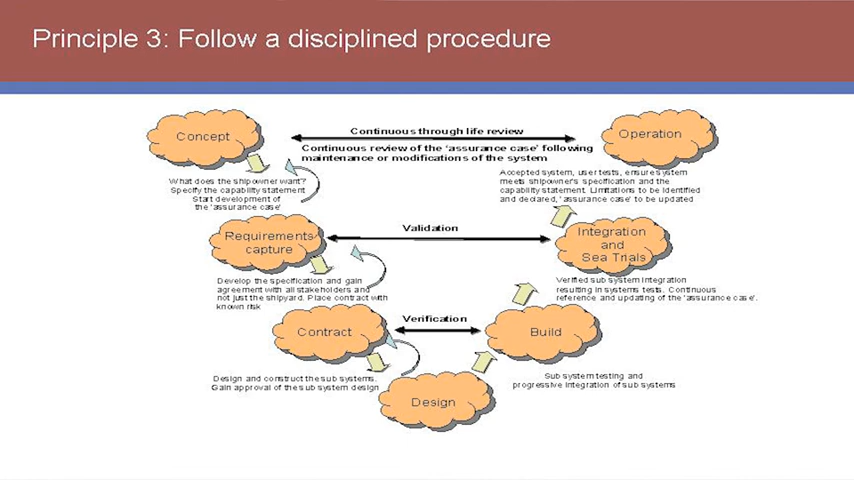 Principle 3: Follow a disciplined procedure
Concept
Continuous through life review
Continuous review of the 'assurance case' following
maintenance or modifications of the system
Operation
What does the shipowner want?
Specify the capability statement
Start development of
the 'assurance case'
Accepted system, user tests, ensure system
meets shipowner's specification and the
capability statement. Limitations to be identified
and declared, 'assurance case' to be updated
Requirements
capture
Validation
Integration
and
Sea Trials
Develop the specification and gain
agreement with all stakeholders and
not just the shipyard. Place contract with
known risk
Verified sub system integration
resulting in systems tests. Continuous
reference and updating of the 'assurance case'.
Contract
Verification
Build
Design and construct the sub systems.
Gain approval of the sub system design
Sub system testing and
progressive integration of sub systems
Design